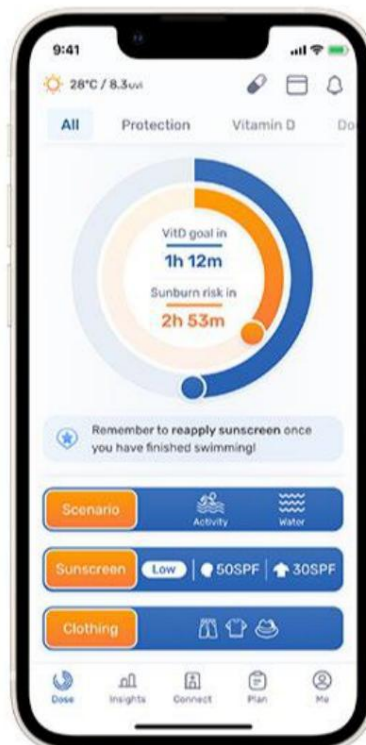 9:41
28°C / 8.3uvi
All Protection Vitamin D Do
VitD goal in
1h 12m
Sunburn risk in
2h 53m
Remember to reapply sunscreen once
you have finished swimming!
Scenario Activity Water
Sunscreen Low 50SPF 30SPF
Clothing
Dose Insights Connect Plan Me